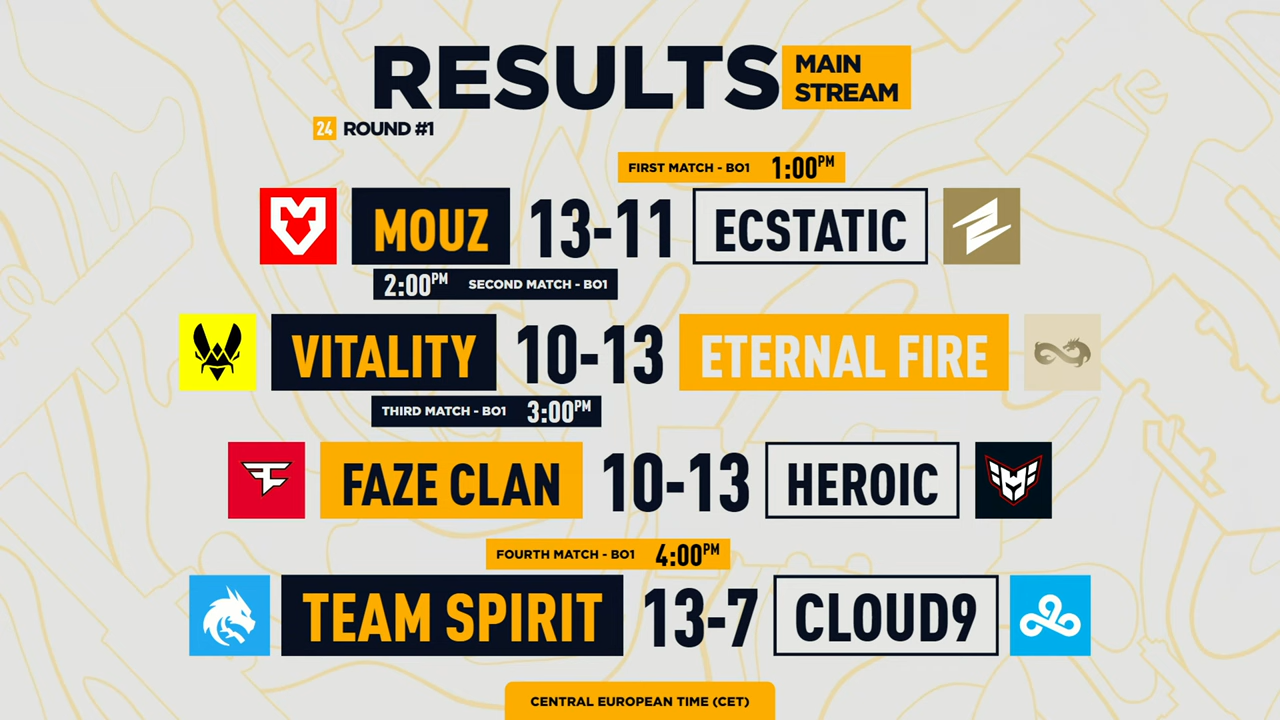 RESULTS
MAIN
STREAM
24 ROUND #1
FIRST MATCH - BO1 1:00PM
MOUZ 13-11 ECSTATIC
2:00PM SECOND MATCH - BO1
VITALITY 10-13 ETERNAL FIRE
THIRD MATCH - BO1 3:00PM
FAZE CLAN 10-13 HEROIC
FOURTH MATCH - BO1 4:00PM
TEAM SPIRIT 13-7 CLOUD9
CENTRAL EUROPEAN TIME (CET)